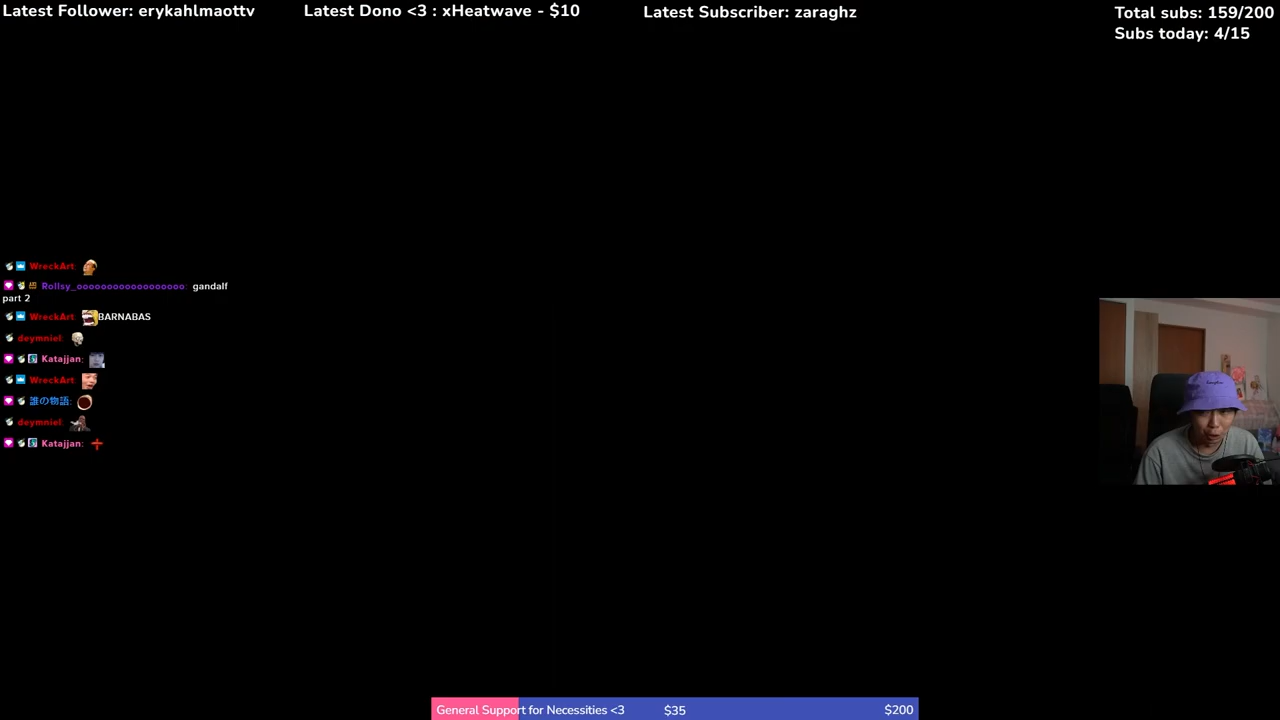 Latest Follower: erykahlmaottv
Latest Dono <3 : xHeatwave - $10
Latest Subscriber: zaraghz
Total subs: 159/200
Subs today: 4/15
WreckArt:
Rollsy_oooooooooooooooooo: gandalf
part 2
WreckArt: BARNABAS
deymniel:
Katajjan:
WreckArt:
誰の物語:
deymniel:
Katajjan:
General Support for Necessities <3 $35 $200